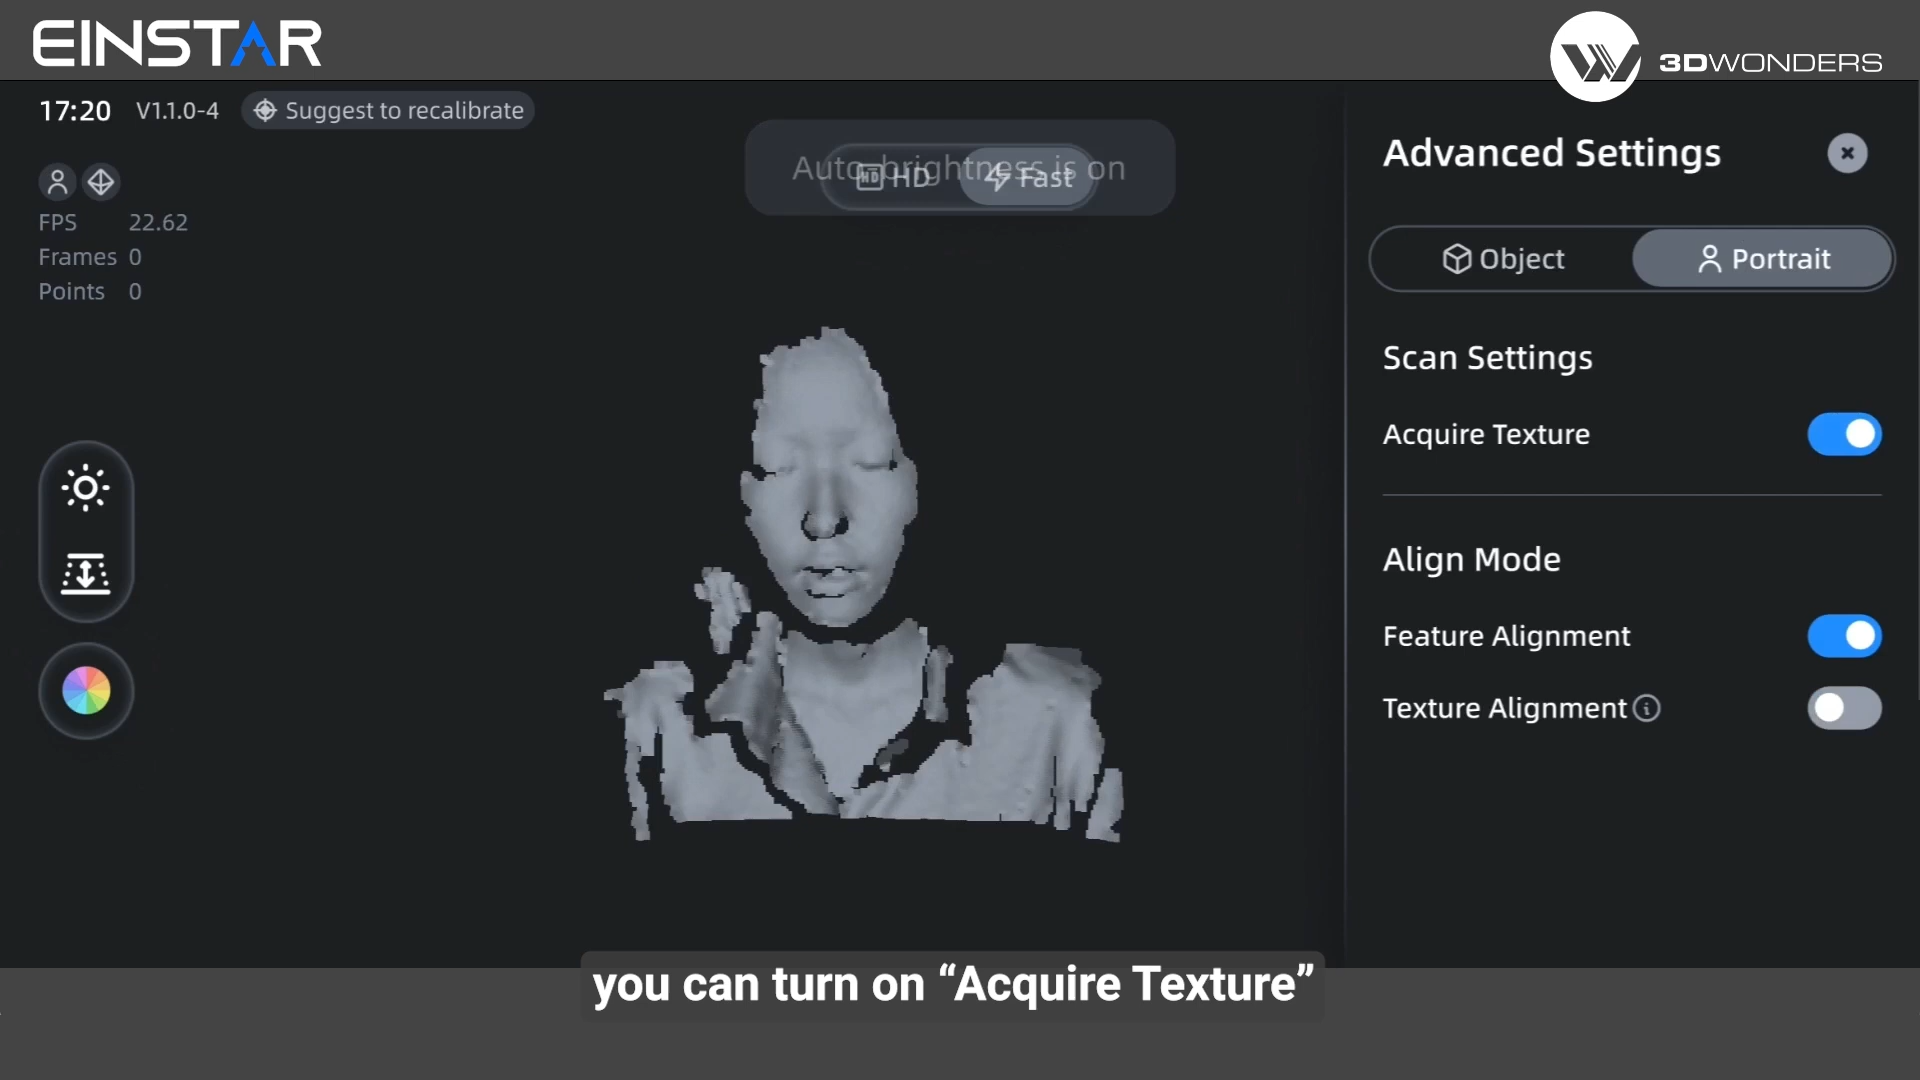 EINSTAR
3DWONDERS
17:20 V1.1.0-4 Suggest to recalibrate
Auto-brightness is on
HD HD Fast
FPS 22.62
Frames 0
Points 0
Advanced Settings
Object Portrait
Scan Settings
Acquire Texture
Align Mode
Feature Alignment
Texture Alignment
you can turn on “Acquire Texture”